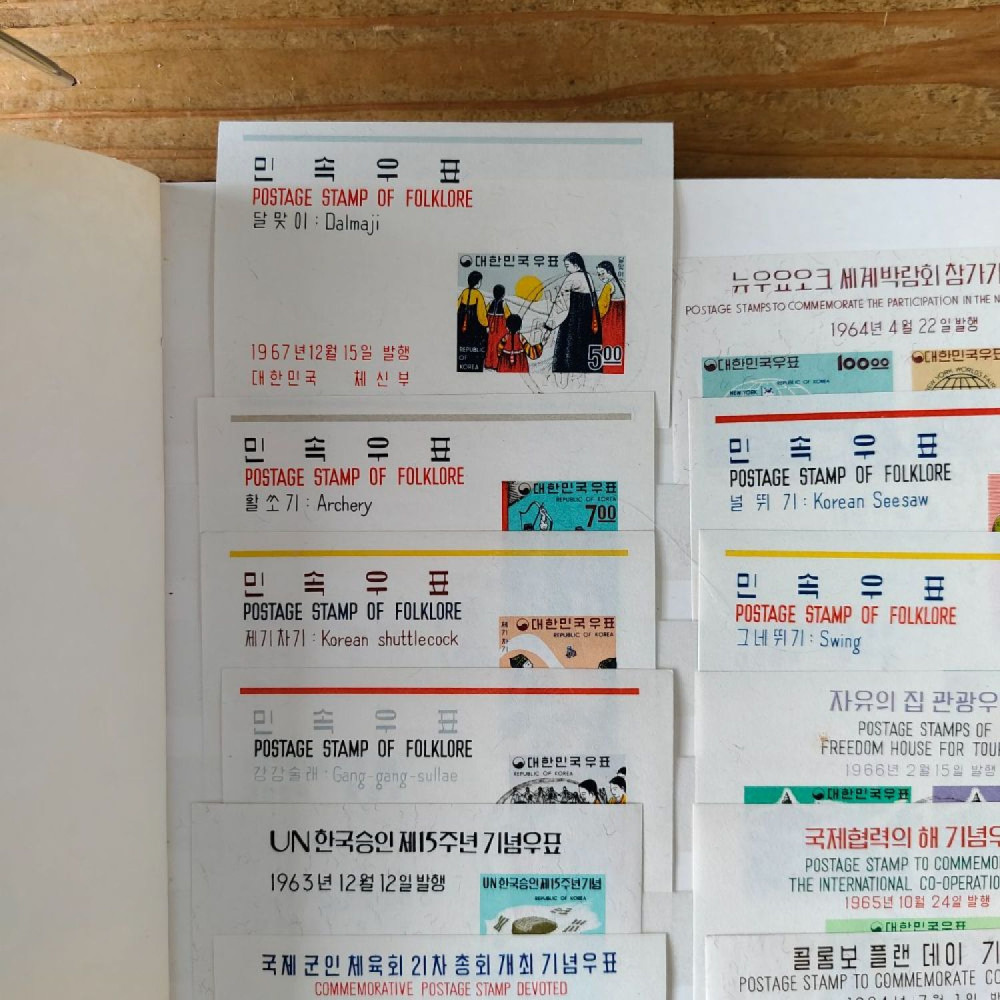 민 속 우 표
POSTAGE STAMP OF FOLKLORE
달 맞 이 : Dalmaji
대한민국우표
REPUBLIC
OF
KOREA
5.00
1967년12월15일 발행
대한민국 체신부
민 속 우 표
POSTAGE STAMP OF FOLKLORE
활 쏘 기 : Archery
대한민국우표
REPUBLIC OF KOREA
7.00
민 속 우 표
POSTAGE STAMP OF FOLKLORE
제기차기 : Korean shuttlecock
제기차기
대한민국우표
REPUBLIC OF KOREA
민 속 우 표
POSTAGE STAMP OF FOLKLORE
강강술래 : Gang-gang-sullae
대한민국우표
REPUBLIC OF KOREA
UN 한국승인 제15주년 기념우표
1963년 12월 12일 발행
UN한국승인제15주년기념
REPUBLIC OF KOREA
국제 군인 체육회 21차 총회 개최 기념우표
COMMEMORATIVE POSTAGE STAMP DEVOTED
뉴우요오크 세계박람회 참가기
POSTAGE STAMPS TO COMMEMORATE THE PARTICIPATION IN THE N
1964년 4월 22일 발행
대한민국우표
100.00
REPUBLIC OF KOREA
NEW YORK
대한민국우표
민 속 우 표
POSTAGE STAMP OF FOLKLORE
널 뛰 기 : Korean Seesaw
민 속 우 표
POSTAGE STAMP OF FOLKLORE
그네뛰기 : Swing
자유의 집 관광우
POSTAGE STAMPS OF
FREEDOM HOUSE FOR TOU
1966년 2월 15일 발행
대한민국우표
국제협력의 해 기념우
POSTAGE STAMP TO COMMEMO
THE INTERNATIONAL CO-OPERATIO
1965년 10월 24일 발행
대한민국우표
콜롬보 플랜 데이 기
POSTAGE STAMP TO COMMEMORATE CO